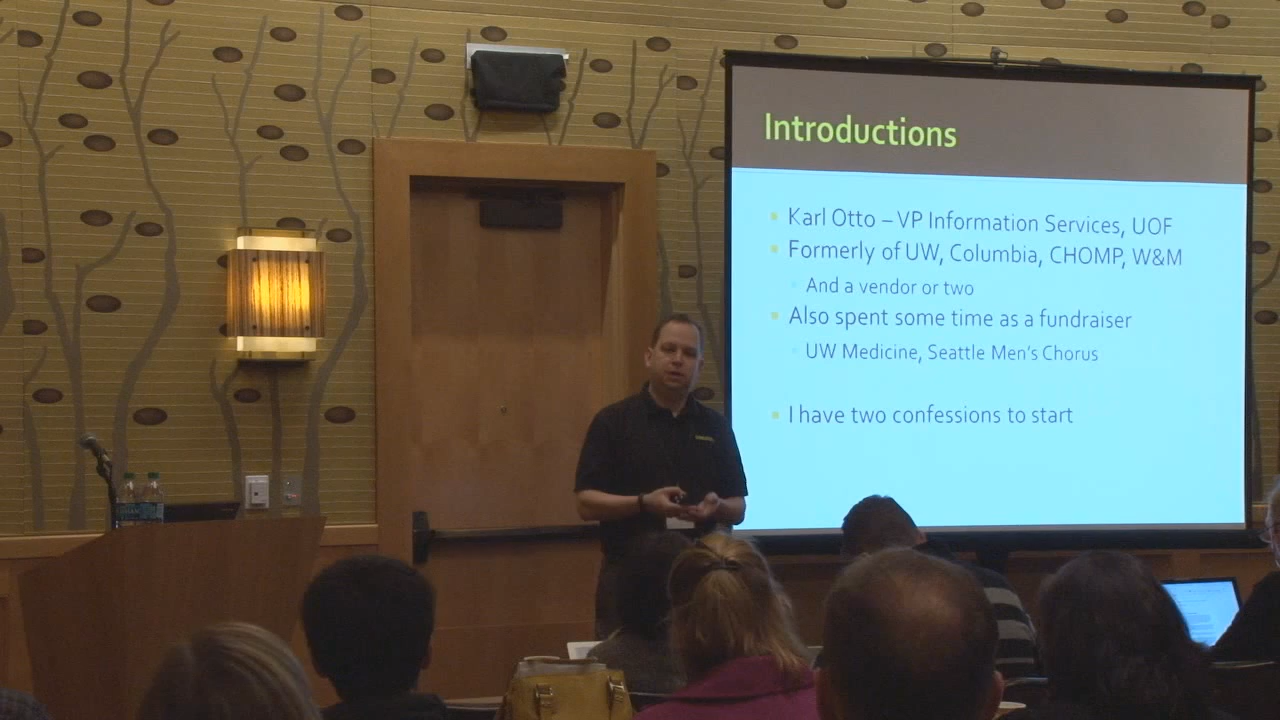 Introductions
Karl Otto – VP Information Services, UOF
Formerly of UW, Columbia, CHOMP, W&M
And a vendor or two
Also spent some time as a fundraiser
UW Medicine, Seattle Men's Chorus
I have two confessions to start